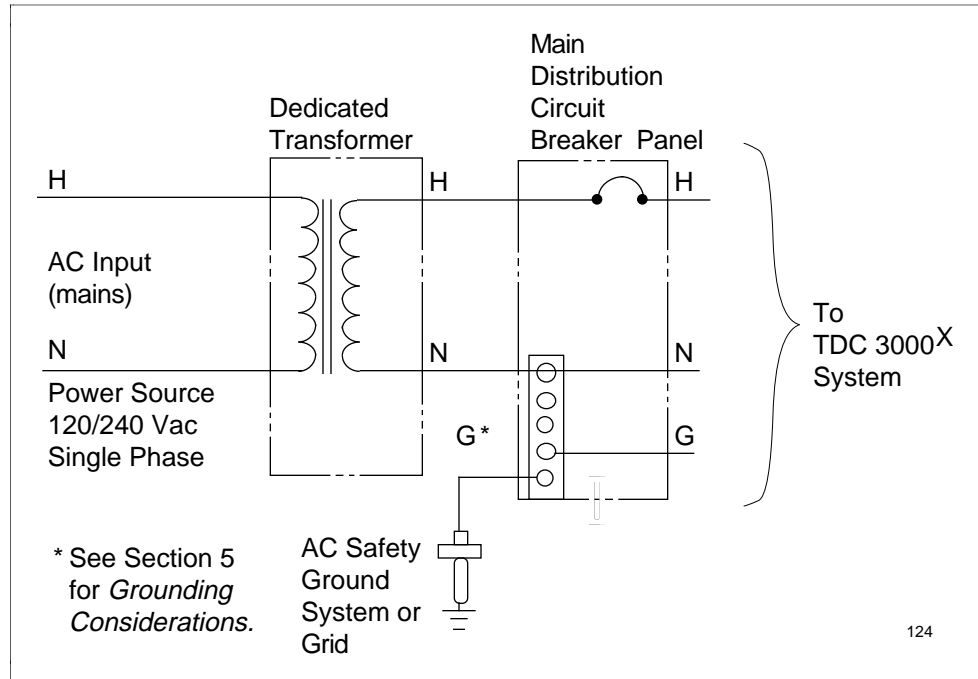 Main
Distribution
Circuit
Breaker Panel
Dedicated
Transformer
H
H
H
AC Input
(mains)
To
TDC 3000X
System
N
N
N
Power Source
120/240 Vac
Single Phase
G*
G
* See Section 5
for Grounding
Considerations.
AC Safety
Ground
System or
Grid
124